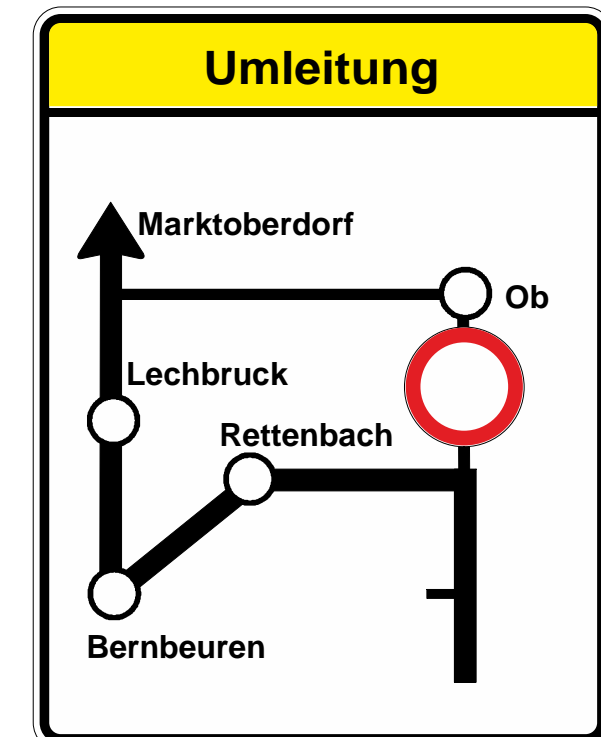 Umleitung
Marktoberdorf
Ob
Lechbruck
Rettenbach
Bernbeuren